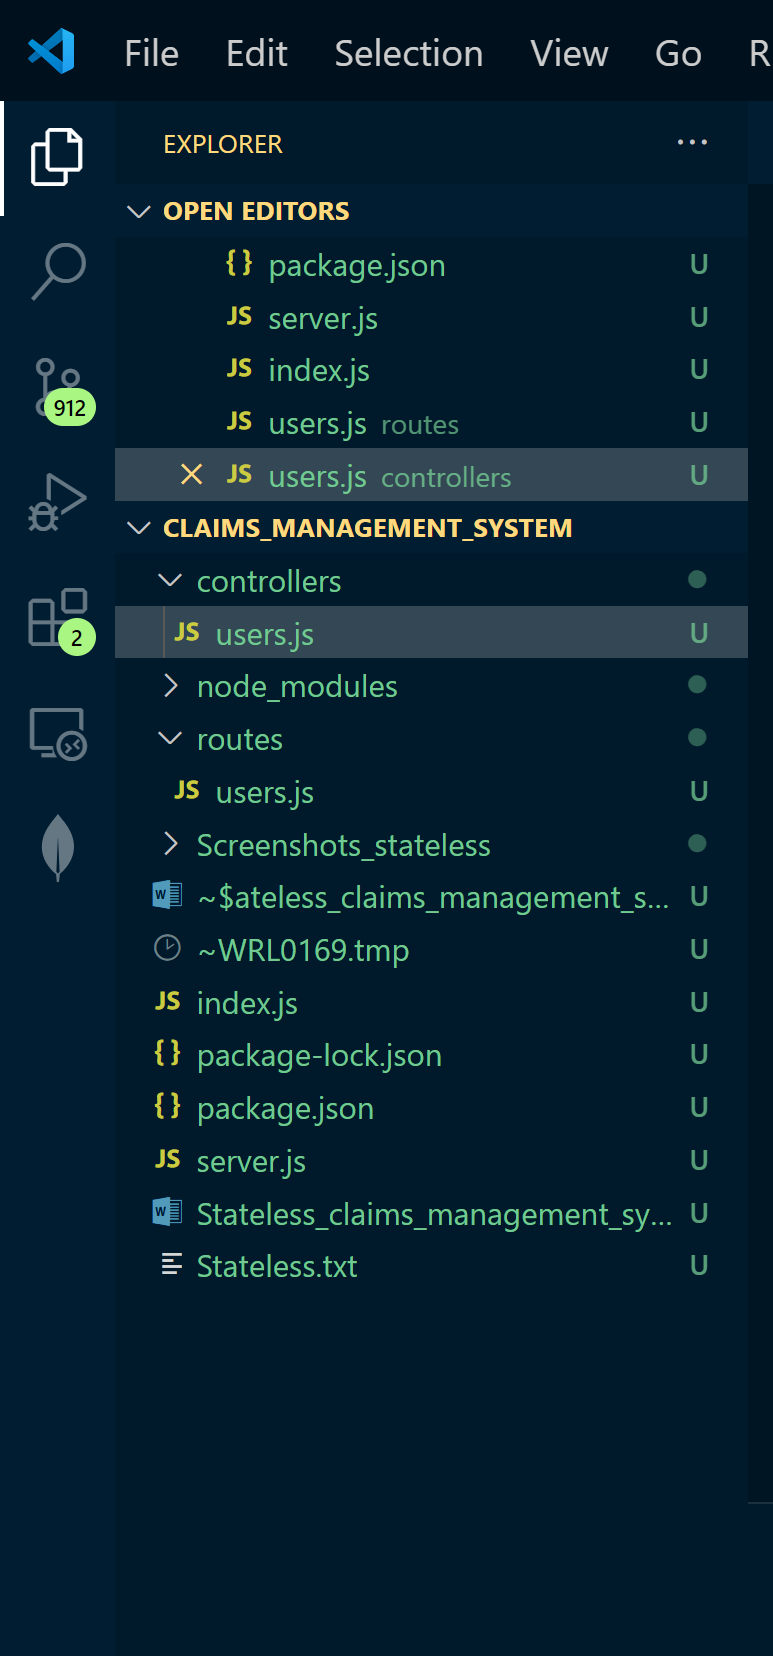 File Edit Selection View Go R
EXPLORER ...
OPEN EDITORS
{ } package.json U
JS server.js U
JS index.js U
JS users.js routes U
JS users.js controllers U
912
CLAIMS_MANAGEMENT_SYSTEM
controllers
JS users.js U
2
node_modules
routes
JS users.js U
Screenshots_stateless
W ~$ateless_claims_management_s... U
~WRL0169.tmp U
JS index.js U
{ } package-lock.json U
{ } package.json U
JS server.js U
W Stateless_claims_management_sy... U
Stateless.txt U